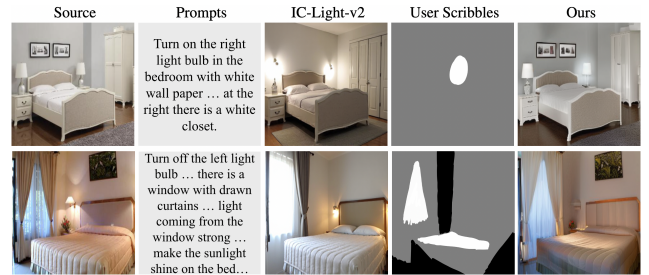 Source Prompts IC-Light-v2 User Scribbles Ours
Turn on the right
light bulb in the
bedroom with white
wall paper ... at the
right there is a white
closet.
Turn off the left light
bulb ... there is a
window with drawn
curtains ... light
coming from the
window strong ...
make the sunlight
shine on the bed...